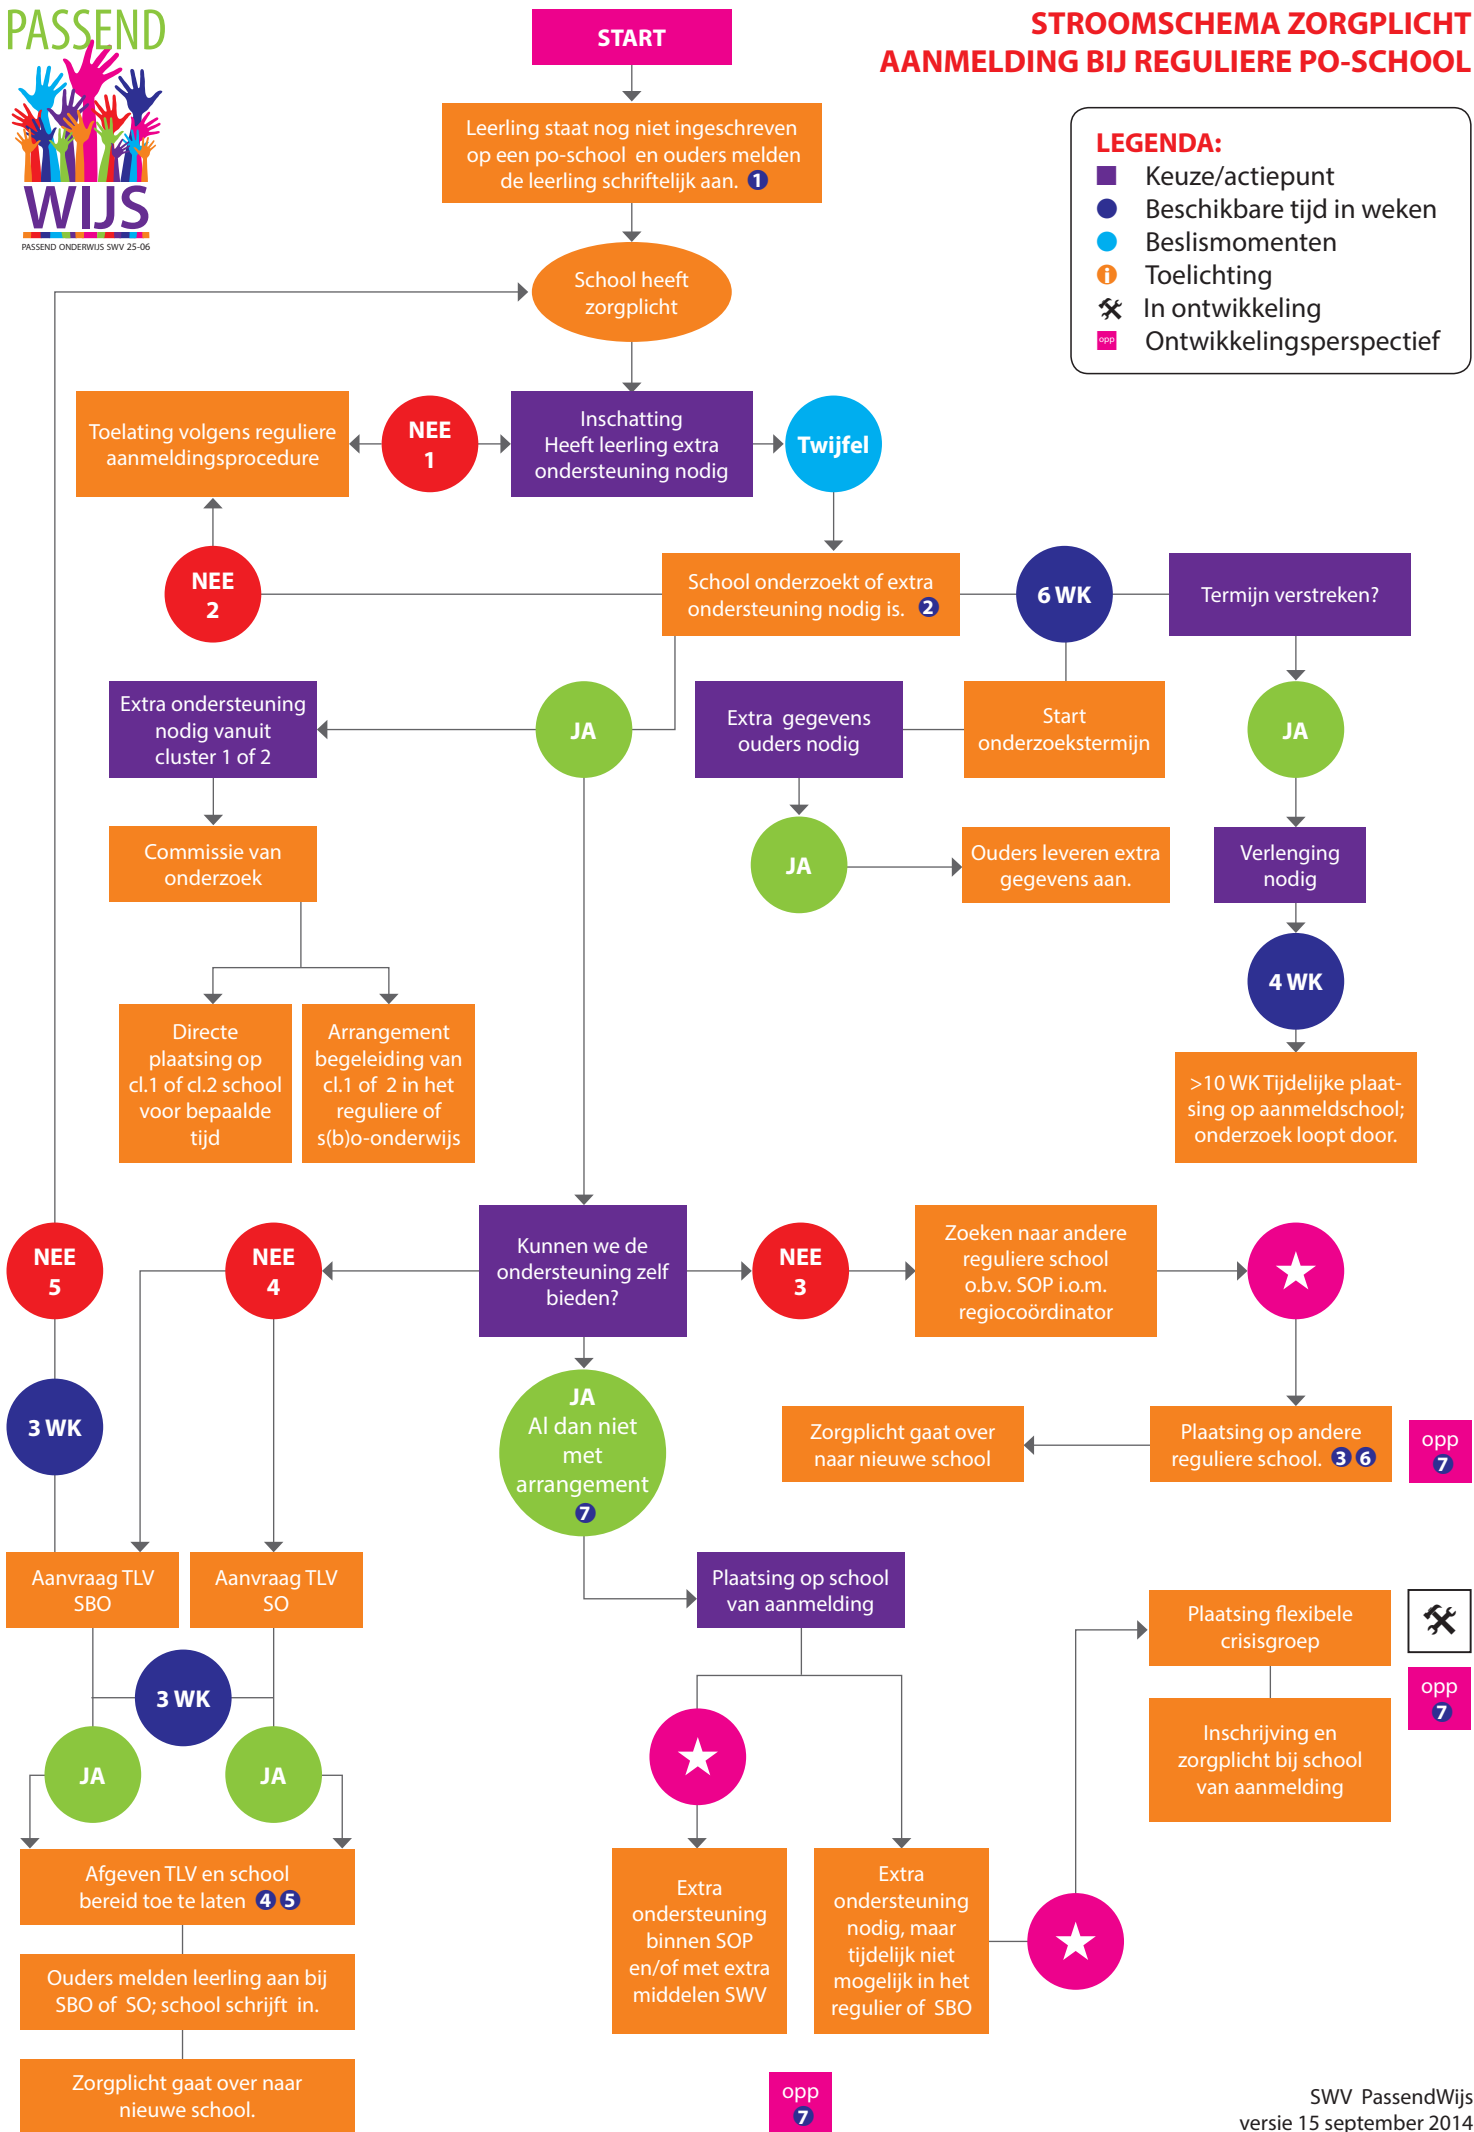 PASSEND
WIJS
PASSEND ONDERWIJS SWV 25-06
STROOMSCHEMA ZORGPLICHT
AANMELDING BIJ REGULIERE PO-SCHOOL
LEGENDA:
Keuze/actiepunt
Beschikbare tijd in weken
Beslismomenten
i Toelichting
In ontwikkeling
opp Ontwikkelingsperspectief
START
Leerling staat nog niet ingeschreven
op een po-school en ouders melden
de leerling schriftelijk aan. 1
School heeft
zorgplicht
Toelating volgens reguliere
aanmeldingsprocedure
NEE
1
Inschatting
Heeft leerling extra
ondersteuning nodig
Twijfel
NEE
2
School onderzoekt of extra
ondersteuning nodig is. 2
6 WK
Termijn verstreken?
Extra ondersteuning
nodig vanuit
cluster 1 of 2
JA
Extra gegevens
ouders nodig
Start
onderzoekstermijn
JA
Commissie van
onderzoek
JA
Ouders leveren extra
gegevens aan.
Verlenging
nodig
4 WK
Directe
plaatsing op
cl.1 of cl.2 school
voor bepaalde
tijd
Arrangement
begeleiding van
cl.1 of 2 in het
reguliere of
s(b)o-onderwijs
>10 WK Tijdelijke plaat-
sing op aanmeldschool;
onderzoek loopt door.
NEE
5
NEE
4
Kunnen we de
ondersteuning zelf
bieden?
NEE
3
Zoeken naar andere
reguliere school
o.b.v. SOP i.o.m.
regiocoördinator
3 WK
JA
Al dan niet
met
arrangement
7
Zorgplicht gaat over
naar nieuwe school
Plaatsing op andere
reguliere school. 3 6
opp
7
Aanvraag TLV
SBO
Aanvraag TLV
SO
Plaatsing op school
van aanmelding
Plaatsing flexibele
crisisgroep
3 WK
opp
7
JA
JA
Inschrijving en
zorgplicht bij school
van aanmelding
Afgeven TLV en school
bereid toe te laten 4 5
Extra
ondersteuning
binnen SOP
en/of met extra
middelen SWV
Extra
ondersteuning
nodig, maar
tijdelijk niet
mogelijk in het
regulier of SBO
Ouders melden leerling aan bij
SBO of SO; school schrijft in.
Zorgplicht gaat over naar
nieuwe school.
opp
7
SWV PassendWijs
versie 15 september 2014